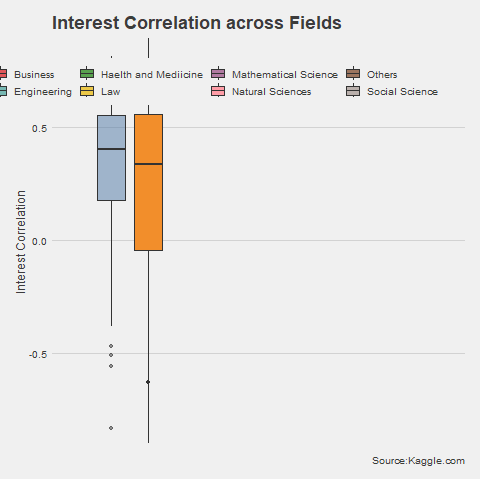 Interest Correlation across Fields
Business
Haelth and Mediicine
Mathematical Science
Others
Engineering
Law
Natural Sciences
Social Science
0.5
0.0
-0.5
Interest Correlation
Source:Kaggle.com